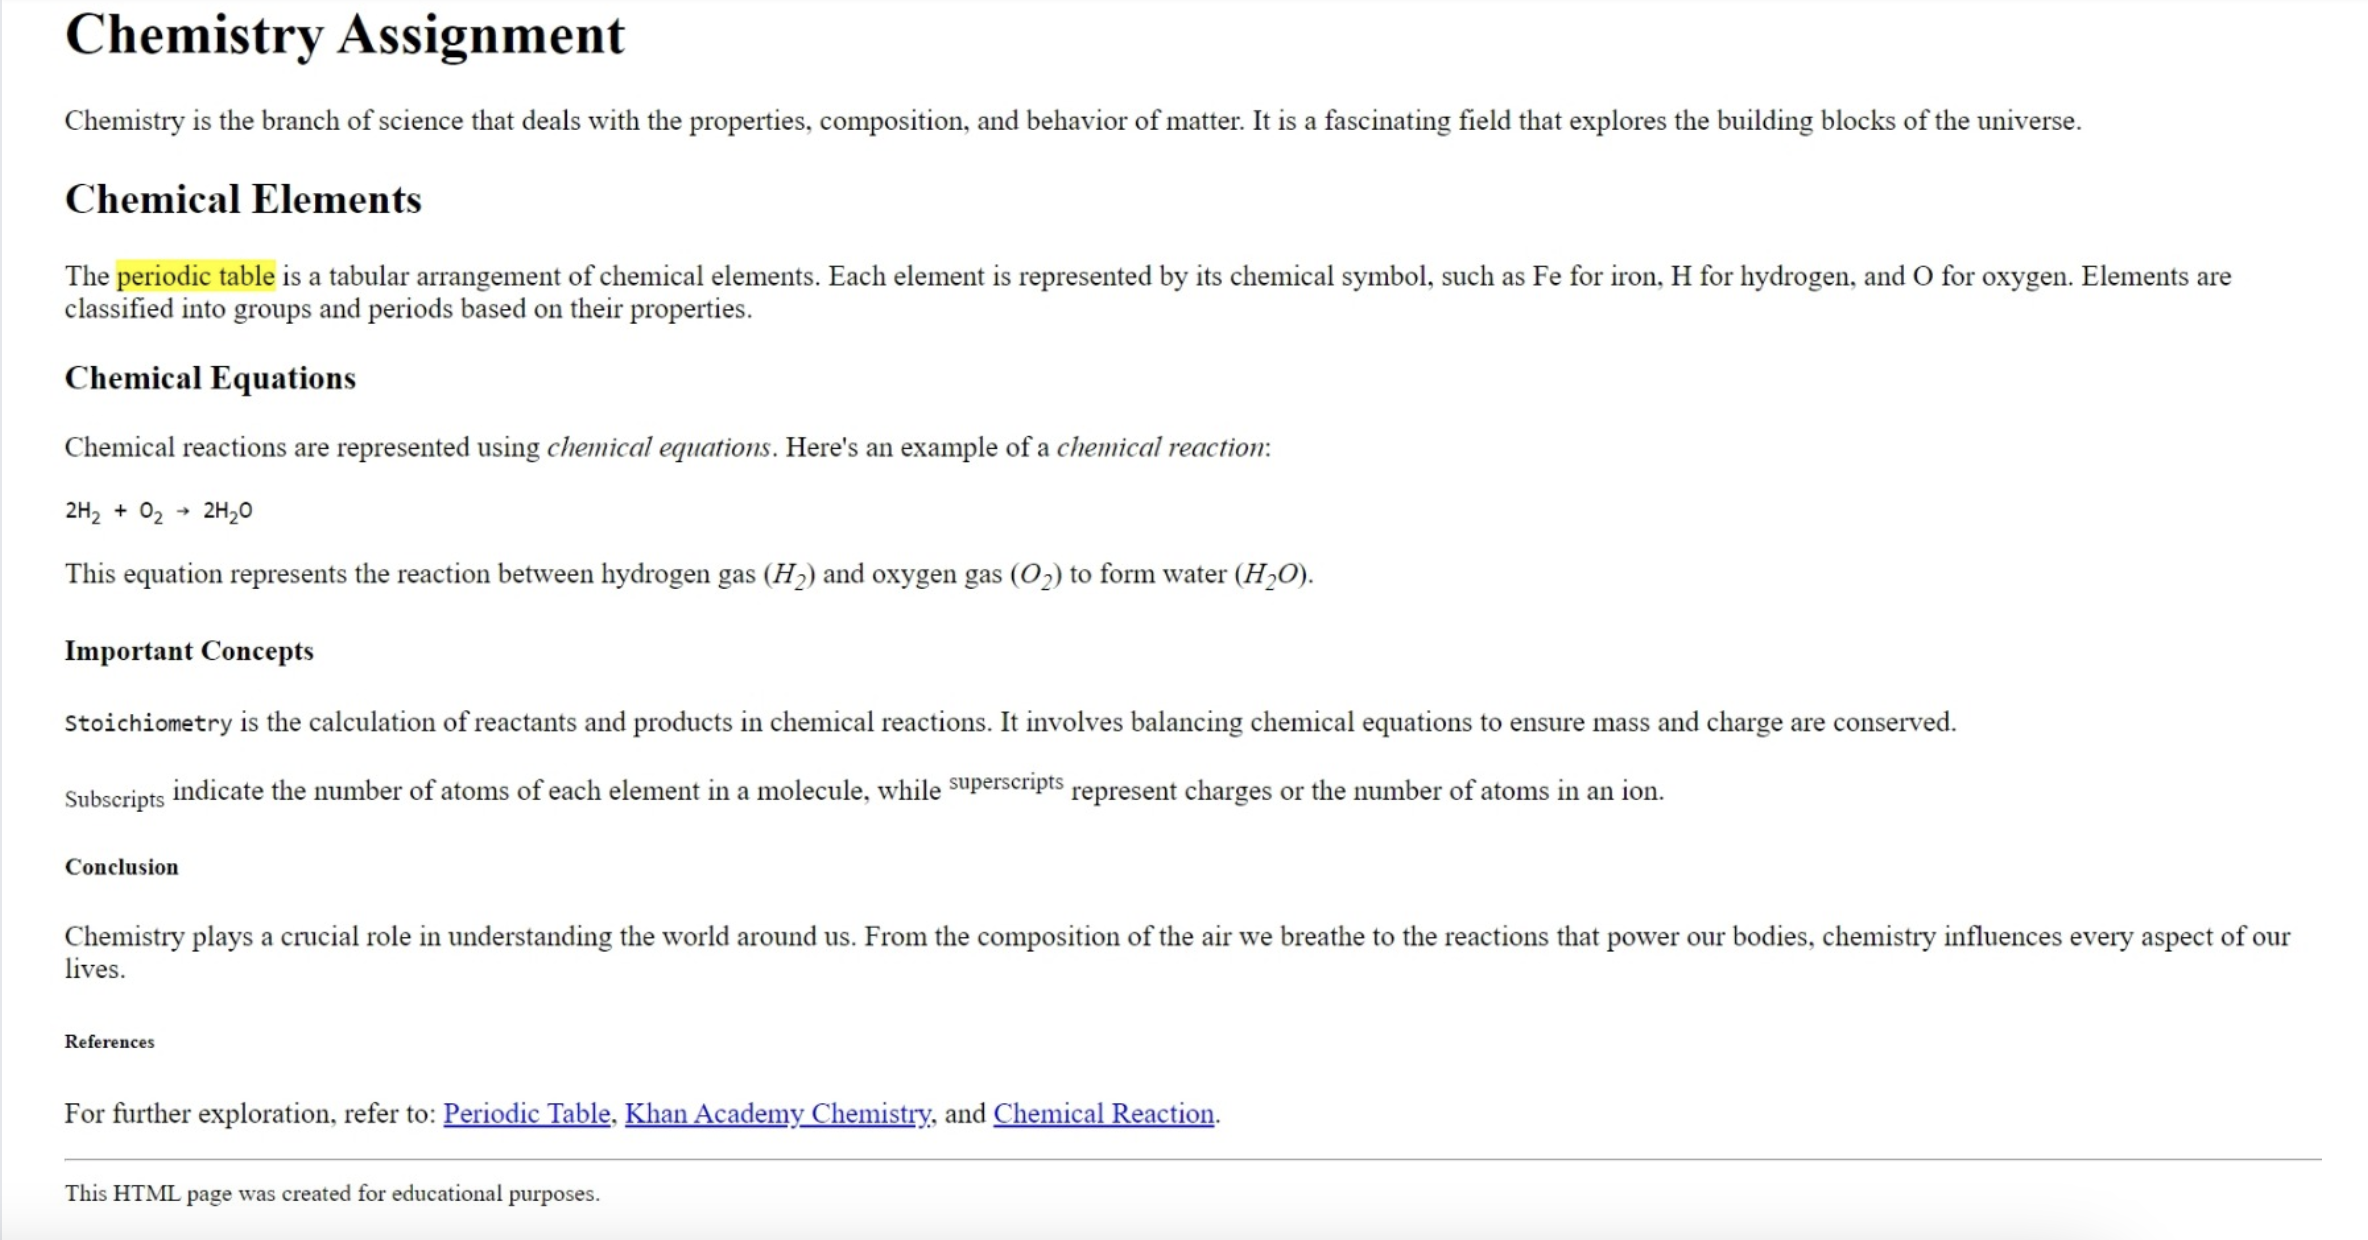 Chemistry Assignment
Chemistry is the branch of science that deals with the properties, composition, and behavior of matter. It is a fascinating field that explores the building blocks of the universe.
Chemical Elements
The periodic table is a tabular arrangement of chemical elements. Each element is represented by its chemical symbol, such as Fe for iron, H for hydrogen, and O for oxygen. Elements are
classified into groups and periods based on their properties.
Chemical Equations
Chemical reactions are represented using chemical equations. Here's an example of a chemical reaction:
2H₂ + O₂ → 2H₂O
This equation represents the reaction between hydrogen gas (H₂) and oxygen gas (O₂) to form water (H₂O).
Important Concepts
Stoichiometry is the calculation of reactants and products in chemical reactions. It involves balancing chemical equations to ensure mass and charge are conserved.
Subscripts indicate the number of atoms of each element in a molecule, while superscripts represent charges or the number of atoms in an ion.
Conclusion
Chemistry plays a crucial role in understanding the world around us. From the composition of the air we breathe to the reactions that power our bodies, chemistry influences every aspect of our
lives.
References
For further exploration, refer to: Periodic Table, Khan Academy Chemistry, and Chemical Reaction.
This HTML page was created for educational purposes.